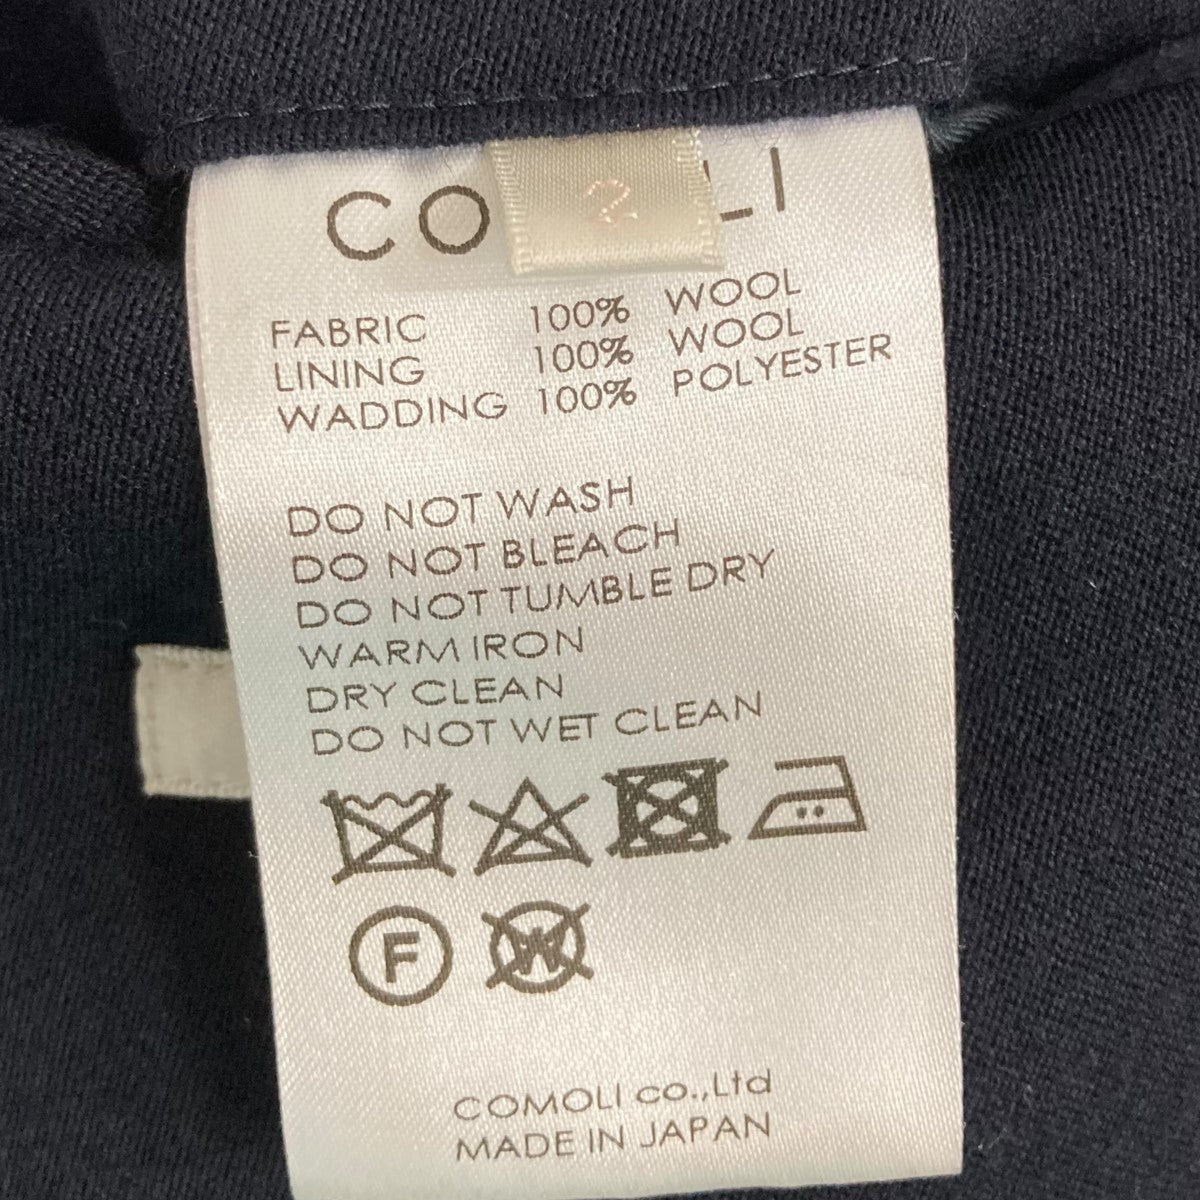 CO LI
2
FABRIC 100% WOOL
LINING 100% WOOL
WADDING 100% POLYESTER
DO NOT WASH
DO NOT BLEACH
DO NOT TUMBLE DRY
WARM IRON
DRY CLEAN
DO NOT WET CLEAN
F W
COMOLI co.,Ltd
MADE IN JAPAN